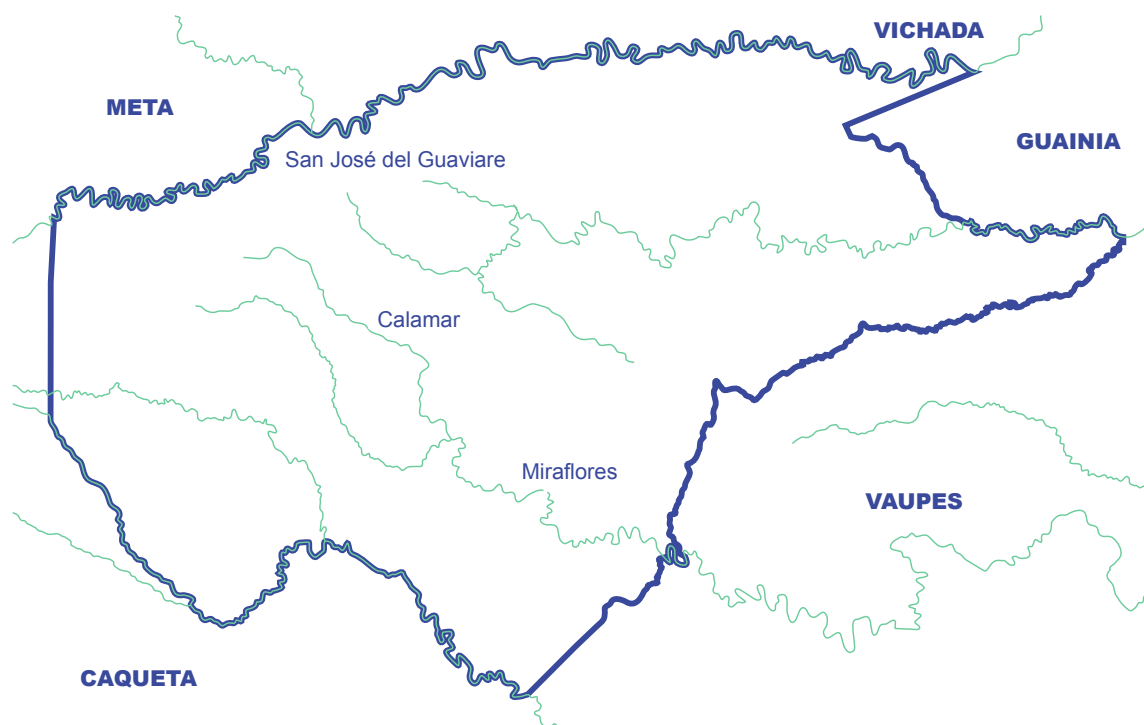 VICHADA
META
GUAINIA
San José del Guaviare
Calamar
Miraflores
VAUPES
CAQUETA